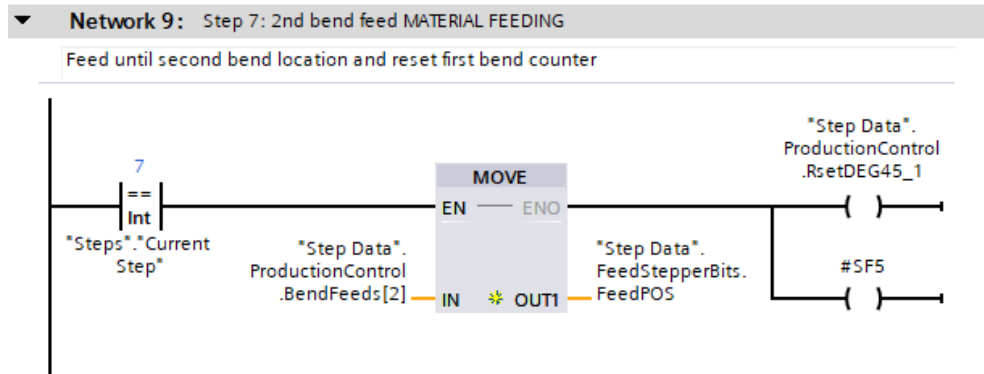 Network 9: Step 7: 2nd bend feed MATERIAL FEEDING
Feed until second bend location and reset first bend counter
7
==
Int
"Steps"."Current
Step"
MOVE
EN
ENO
IN
OUT1
"Step Data".
ProductionControl
.BendFeeds[2]
"Step Data".
FeedStepperBits.
FeedPOS
"Step Data".
ProductionControl
.RsetDEG45_1
#SF5